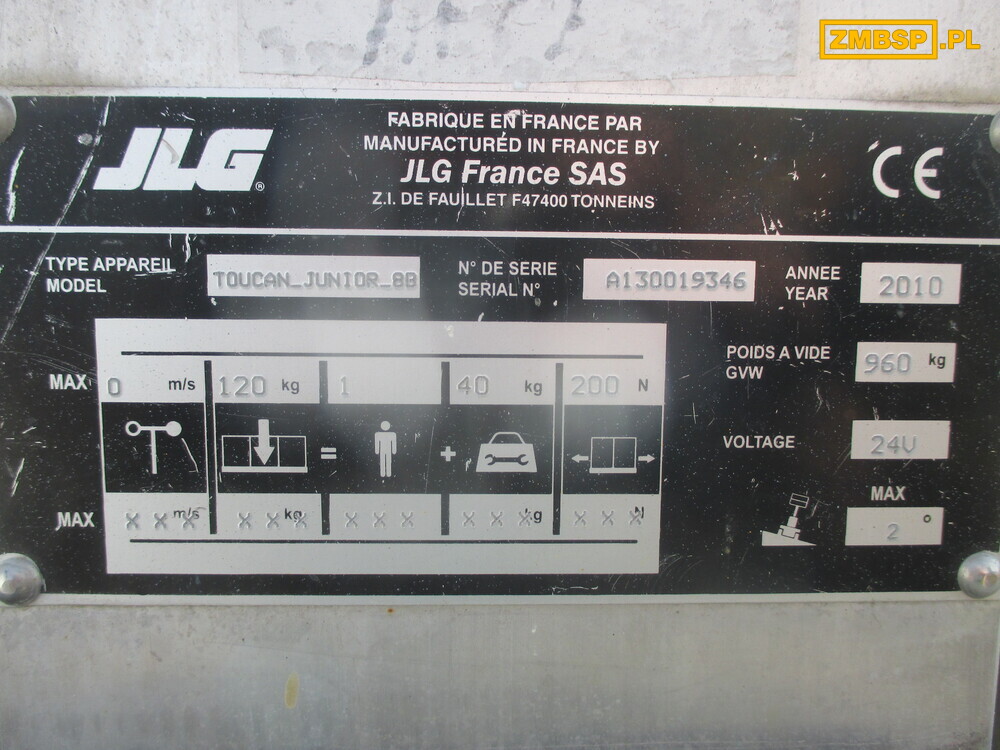 ZMBSP.PL
FABRIQUE EN FRANCE PAR
MANUFACTURED IN FRANCE BY
JLG® JLG France SAS CE
Z.I. DE FAUILLET F47400 TONNEINS
TYPE APPAREIL
MODEL TOUCAN_JUNIOR_8B
N° DE SERIE
SERIAL N° A130019346
ANNEE
YEAR 2010
POIDS A VIDE
GVW 960 kg
MAX 0 m/s 120 kg 1 40 kg 200 N
= +
VOLTAGE 24V
MAX X X X m/s X X X kg X X X X X X kg X X X N
MAX
2 °